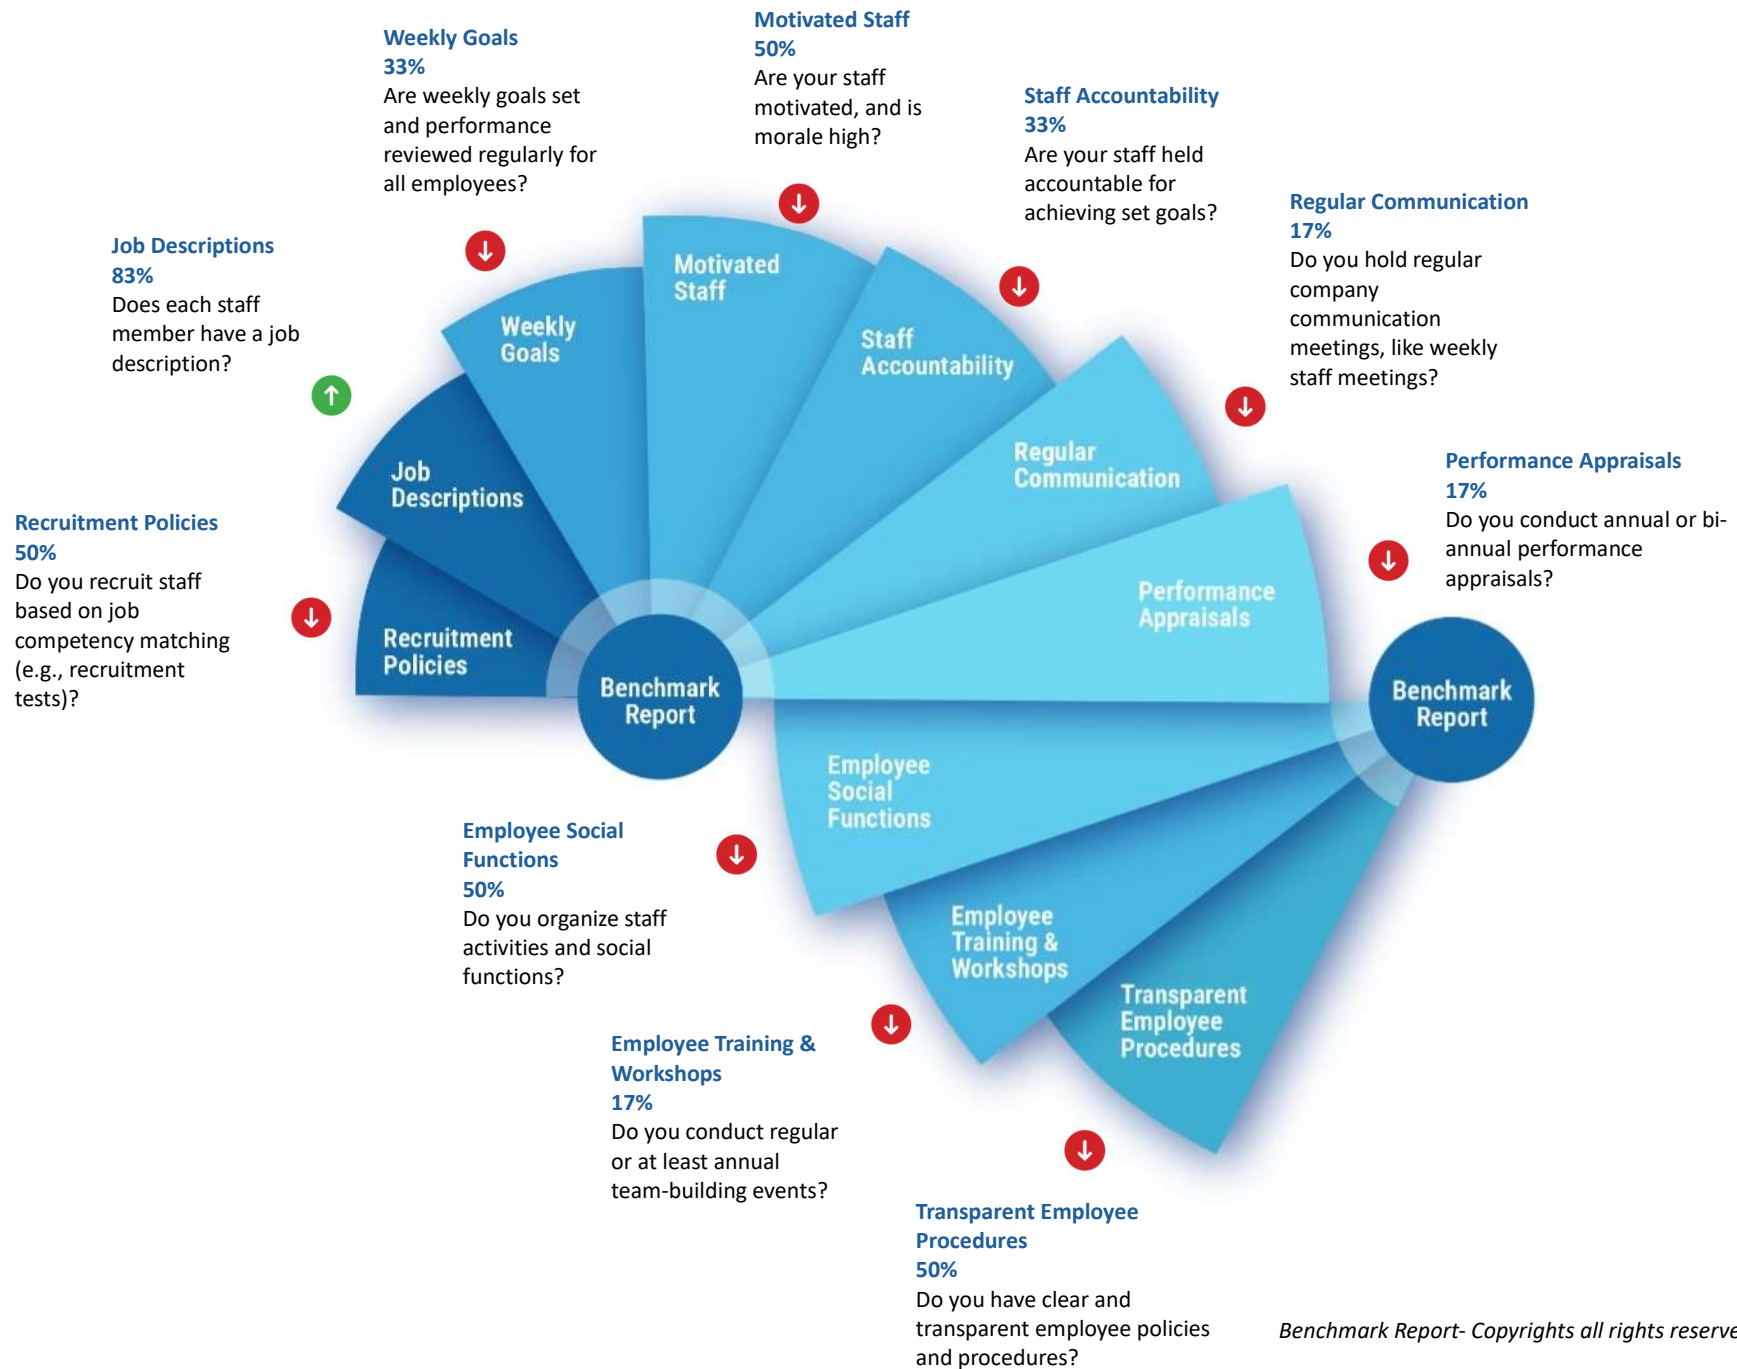 Motivated Staff
50%
Are your staff
motivated, and is
morale high?
Weekly Goals
33%
Are weekly goals set
and performance
reviewed regularly for
all employees?
Staff Accountability
33%
Are your staff held
accountable for
achieving set goals?
Regular Communication
17%
Do you hold regular
company
communication
meetings, like weekly
staff meetings?
Job Descriptions
83%
Does each staff
member have a job
description?
Performance Appraisals
17%
Do you conduct annual or bi-
annual performance
appraisals?
Recruitment Policies
50%
Do you recruit staff
based on job
competency matching
(e.g., recruitment
tests)?
Recruitment
Policies
Job
Descriptions
Weekly
Goals
Motivated
Staff
Staff
Accountability
Regular
Communication
Performance
Appraisals
Benchmark
Report
Benchmark
Report
Employee
Social
Functions
Employee
Training &
Workshops
Transparent
Employee
Procedures
Employee Social
Functions
50%
Do you organize staff
activities and social
functions?
Employee Training &
Workshops
17%
Do you conduct regular
or at least annual
team-building events?
Transparent Employee
Procedures
50%
Do you have clear and
transparent employee policies
and procedures?
Benchmark Report- Copyrights all rights reserve